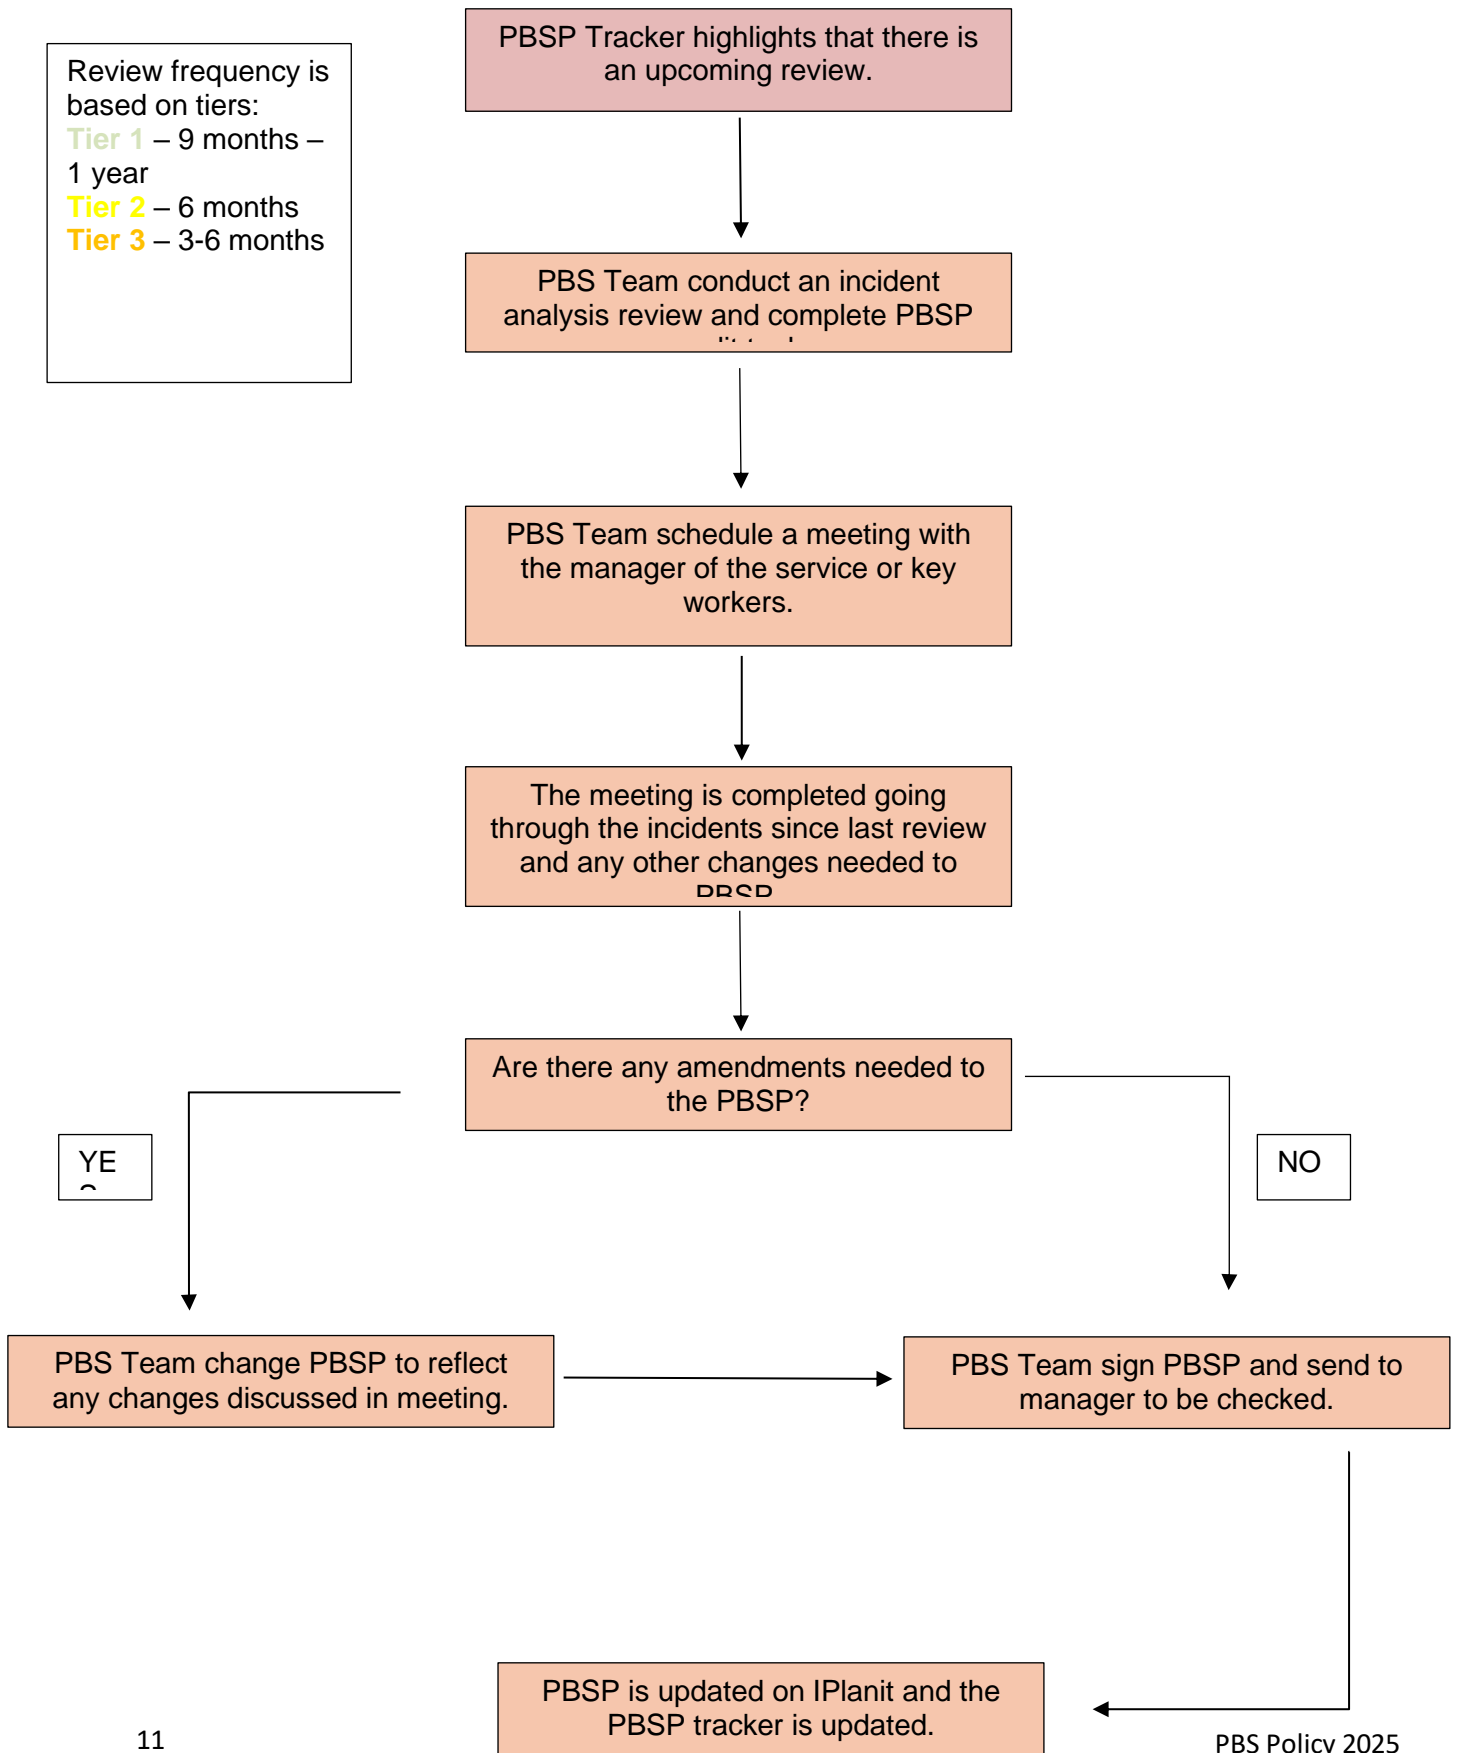 PBSP Tracker highlights that there is
an upcoming review.
Review frequency is
based on tiers:
Tier 1 – 9 months –
1 year
Tier 2 – 6 months
Tier 3 – 3-6 months
PBS Team conduct an incident
analysis review and complete PBSP
PBS Team schedule a meeting with
the manager of the service or key
workers.
The meeting is completed going
through the incidents since last review
and any other changes needed to
PBSP
Are there any amendments needed to
the PBSP?
YE
S
NO
PBS Team change PBSP to reflect
any changes discussed in meeting.
PBS Team sign PBSP and send to
manager to be checked.
PBSP is updated on IPlanit and the
PBSP tracker is updated.
11
PBS Policy 2025